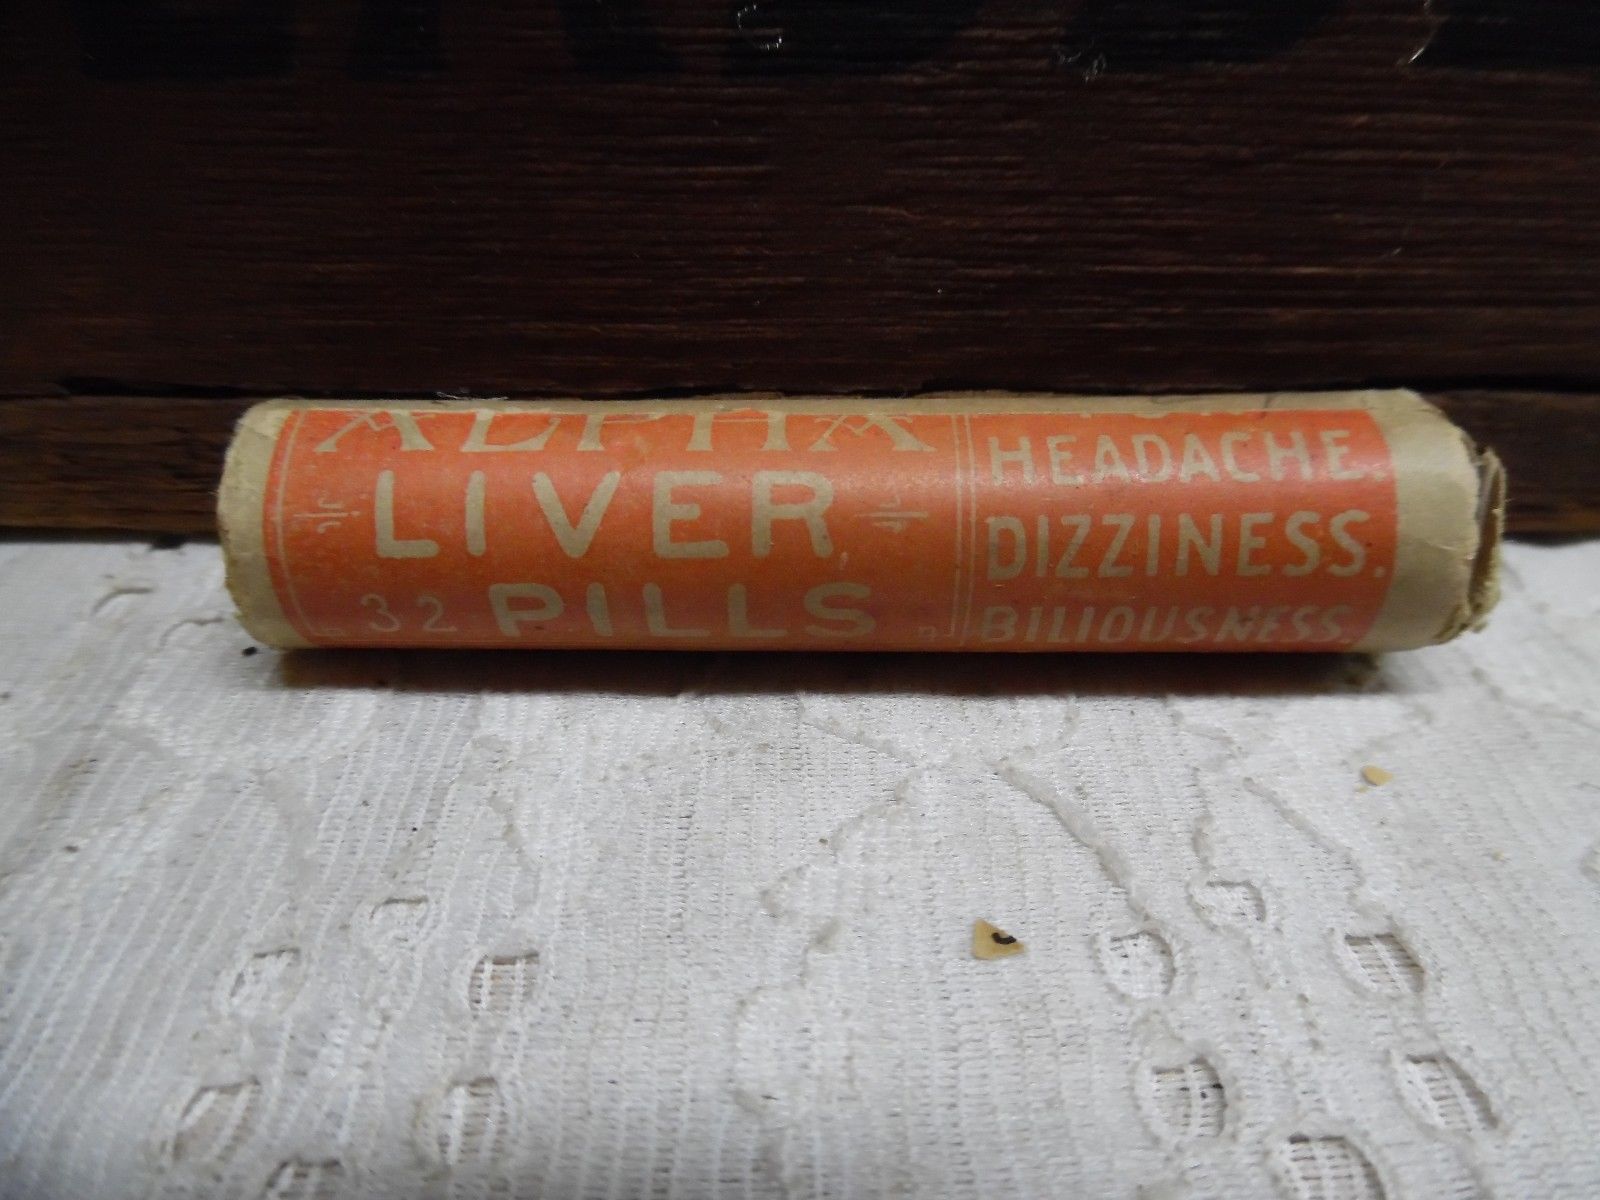 ALPHA
LIVER
32 PILLS
HEADACHE.
DIZZINESS.
BILIOUSNESS.